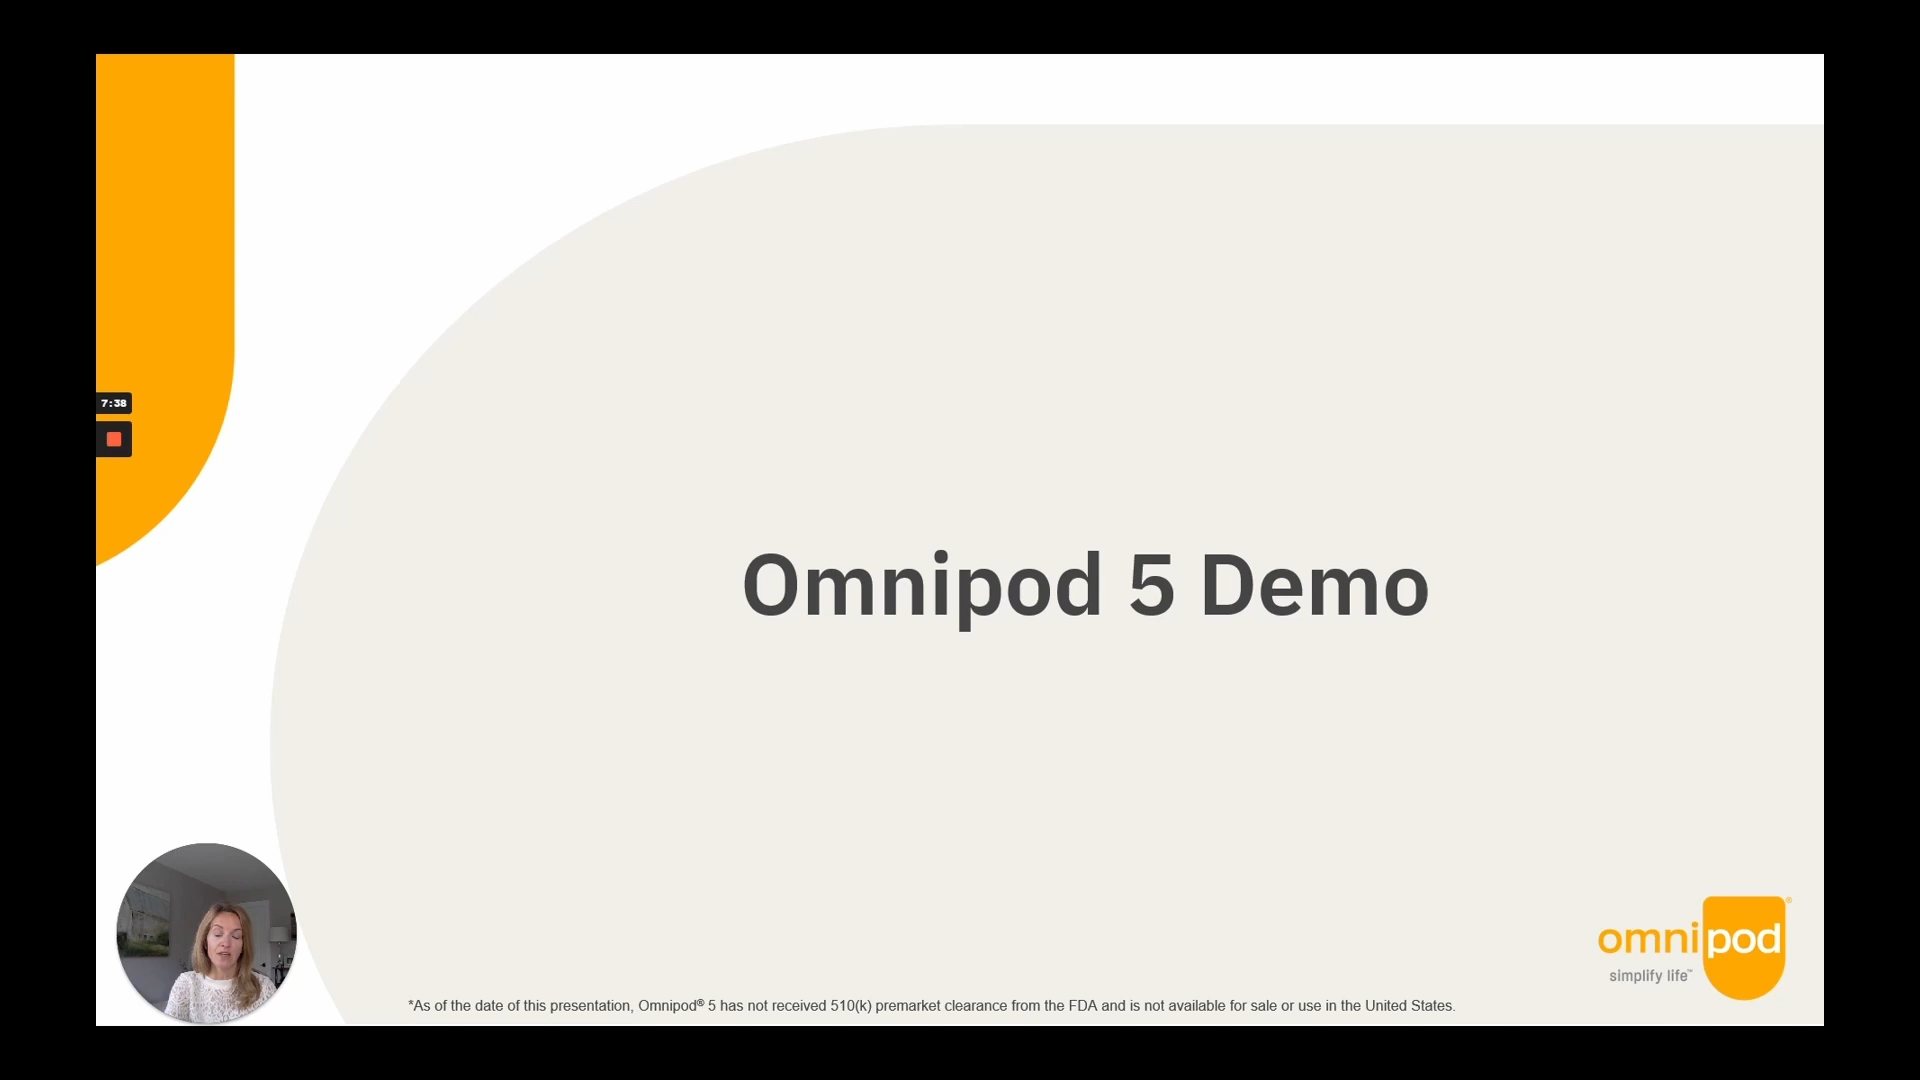 7:38
Omnipod 5 Demo
omnipod®
simplify life™
*As of the date of this presentation, Omnipod® 5 has not received 510(k) premarket clearance from the FDA and is not available for sale or use in the United States.